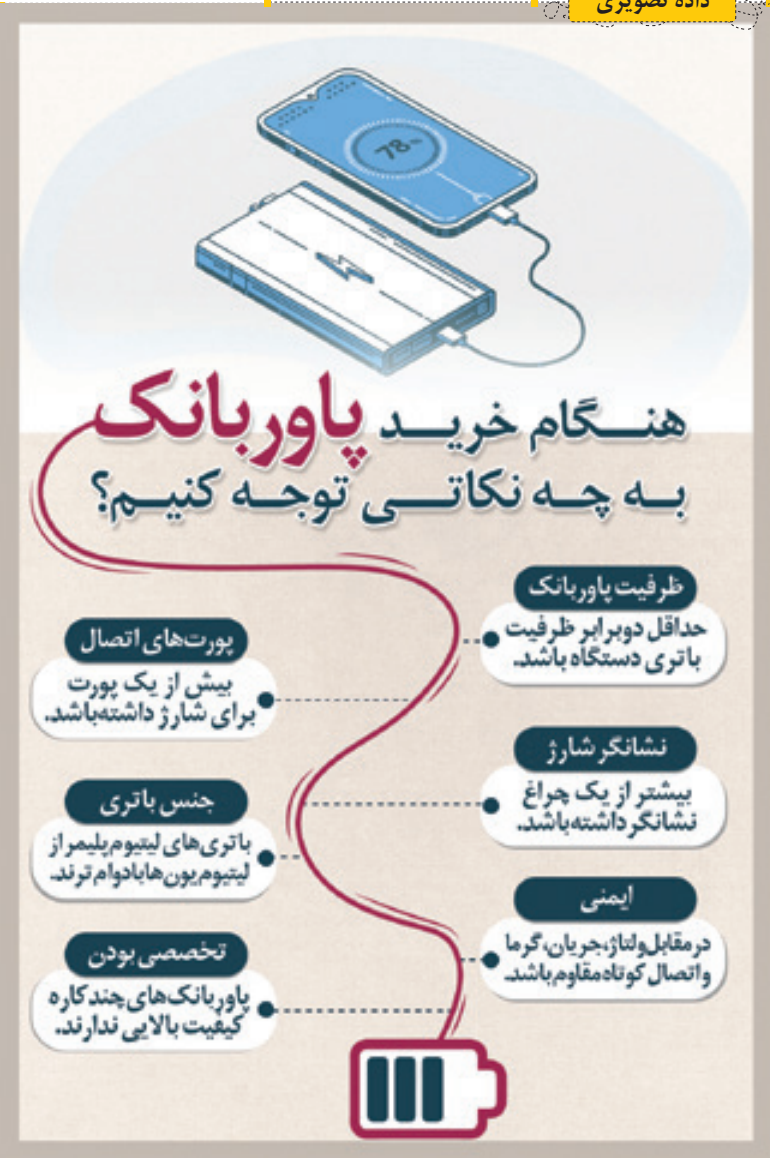 داده تصویری
78%
هنگام خرید پاوربانک
به چه نکاتی توجه کنیم؟
ظرفیت پاوربانک
حداقل دوبرابر ظرفیت
باتری دستگاه باشد.
پورت‌های اتصال
بیش از یک پورت
برای شارژ داشته‌باشد.
نشانگر شارژ
بیشتر از یک چراغ
نشانگر داشته‌باشد.
جنس باتری
باتری‌های لیتیوم‌پلیمر از
لیتیوم‌یون‌ها بادوام‌ترند.
ایمنی
در مقابل ولتاژ، جریان، گرما
و اتصال کوتاه مقاوم باشد.
تخصصی بودن
پاوربانک‌های چندکاره
کیفیت بالایی ندارند.